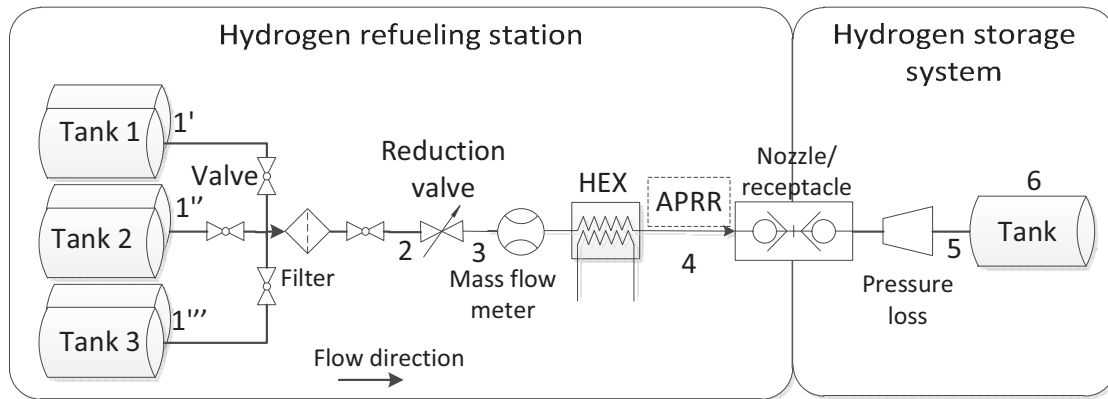 Hydrogen refueling station
Hydrogen storage
system
Tank 1
1'
Valve
Tank 2
1''
Tank 3
1'''
Filter
2
Reduction
valve
3
Mass flow
meter
HEX
APRR
4
Nozzle/
receptacle
Pressure
loss
5
6
Tank
Flow direction